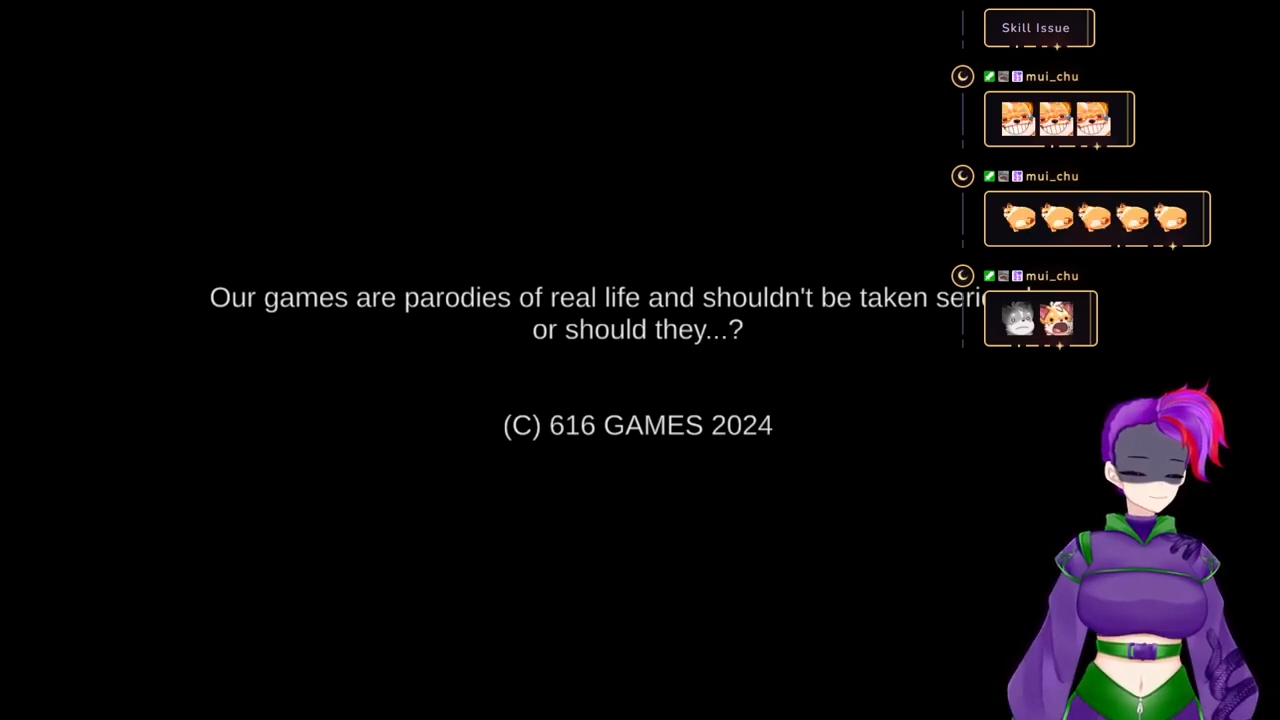 Skill Issue
mui_chu
mui_chu
mui_chu
Our games are parodies of real life and shouldn't be taken
or should they...?
(C) 616 GAMES 2024